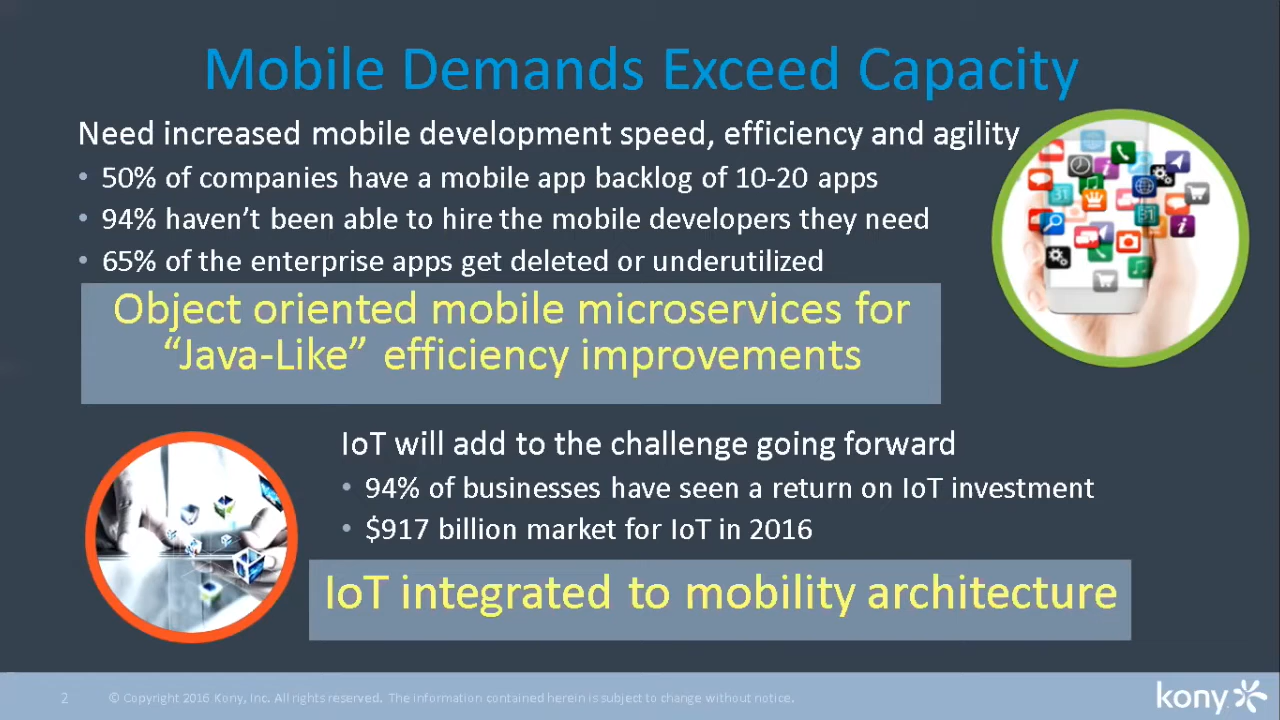 Mobile Demands Exceed Capacity
Need increased mobile development speed, efficiency and agility
• 50% of companies have a mobile app backlog of 10-20 apps
• 94% haven’t been able to hire the mobile developers they need
• 65% of the enterprise apps get deleted or underutilized
Object oriented mobile microservices for
“Java-Like” efficiency improvements
IoT will add to the challenge going forward
• 94% of businesses have seen a return on IoT investment
• $917 billion market for IoT in 2016
IoT integrated to mobility architecture
2 © Copyright 2016 Kony, Inc. All rights reserved. The information contained herein is subject to change without notice.
kony